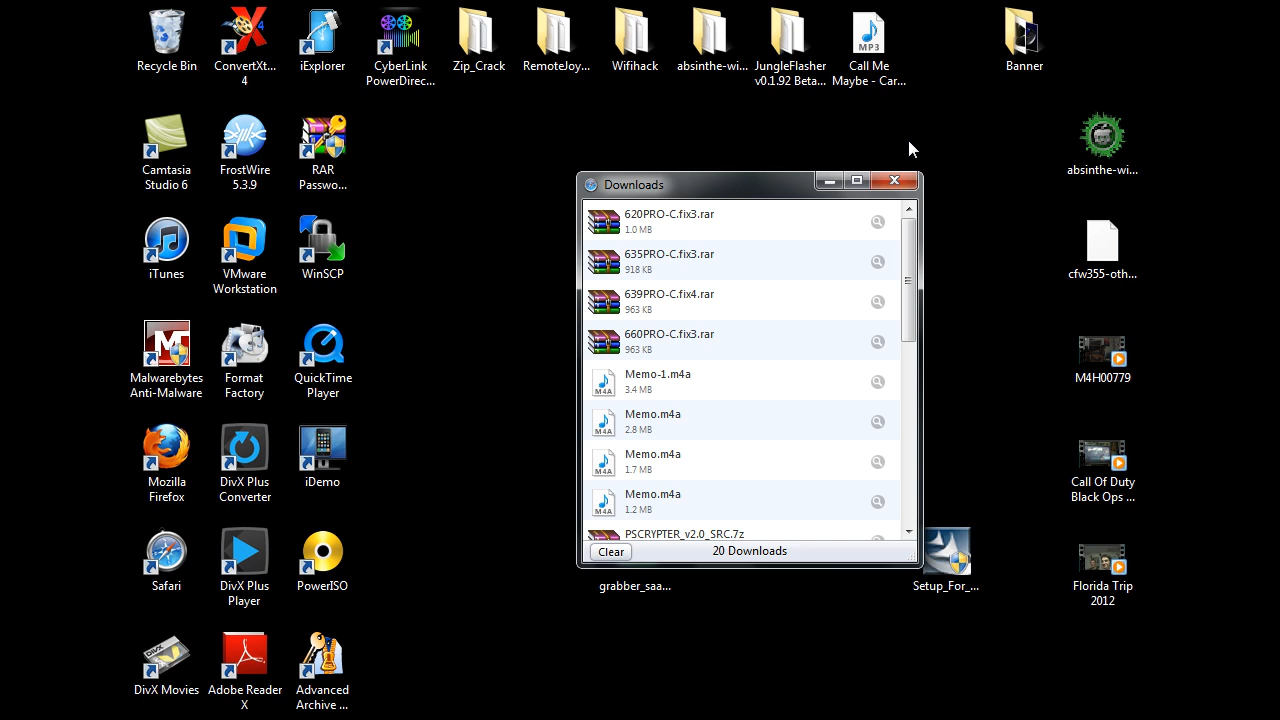 Recycle Bin
ConvertXt...
4
iExplorer
CyberLink
PowerDirec...
Zip_Crack
RemoteJoy...
Wifihack
absinthe-wi...
JungleFlasher
v0.1.92 Beta...
MP3
Call Me
Maybe - Car...
Banner
Camtasia
Studio 6
FrostWire
5.3.9
RAR
Passwo...
absinthe-wi...
iTunes
VMware
Workstation
WinSCP
cfw355-oth...
Malwarebytes
Anti-Malware
Format
Factory
QuickTime
Player
M4H00779
Mozilla
Firefox
DivX Plus
Converter
iDemo
Call Of Duty
Black Ops ...
Safari
DivX Plus
Player
PowerISO
grabber_saa...
Setup_For_...
Florida Trip
2012
DivX Movies
Adobe Reader
X
Advanced
Archive ...
Downloads
620PRO-C.fix3.rar
1.0 MB
635PRO-C.fix3.rar
918 KB
639PRO-C.fix4.rar
963 KB
660PRO-C.fix3.rar
963 KB
M4A
Memo-1.m4a
3.4 MB
M4A
Memo.m4a
2.8 MB
M4A
Memo.m4a
1.7 MB
M4A
Memo.m4a
1.2 MB
PSCRYPTER_v2.0_SRC.7z
Clear
20 Downloads